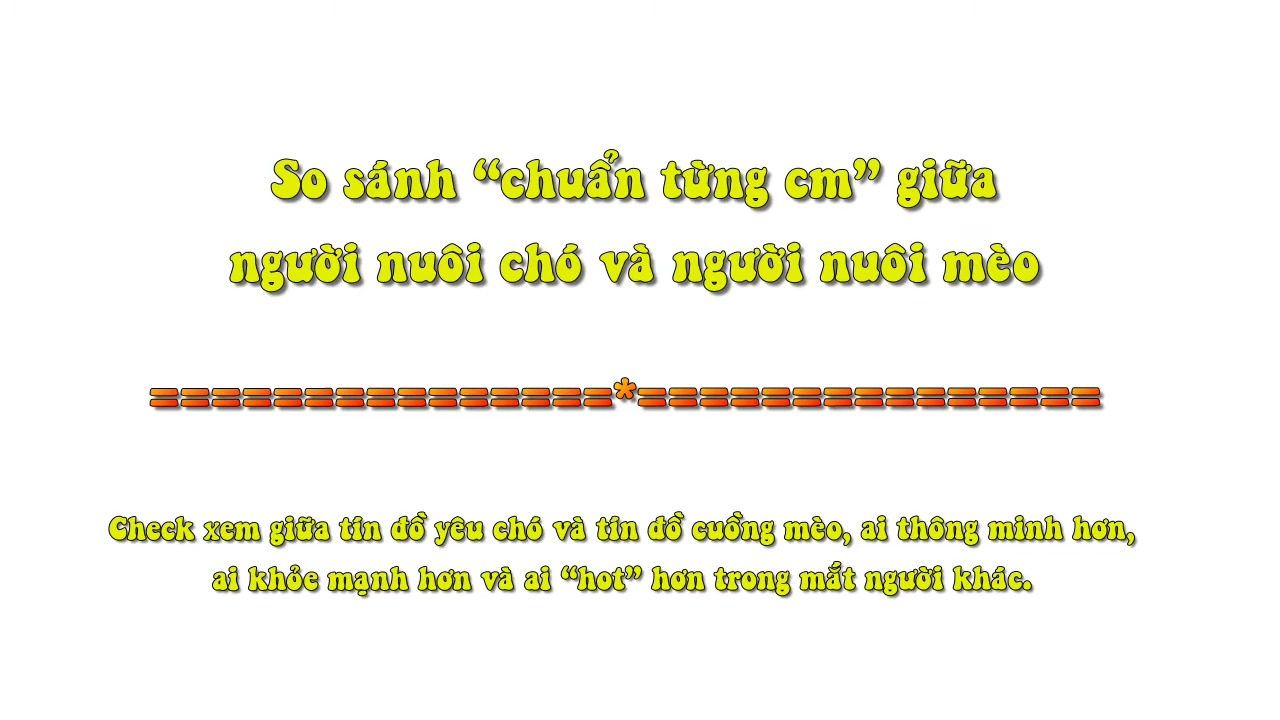 So sánh “chuẩn từng cm” giữa
người nuôi chó và người nuôi mèo
===============*===============
Check xem giữa tín đồ yêu chó và tín đồ cuồng mèo, ai thông minh hơn,
ai khỏe mạnh hơn và ai “hot” hơn trong mắt người khác.